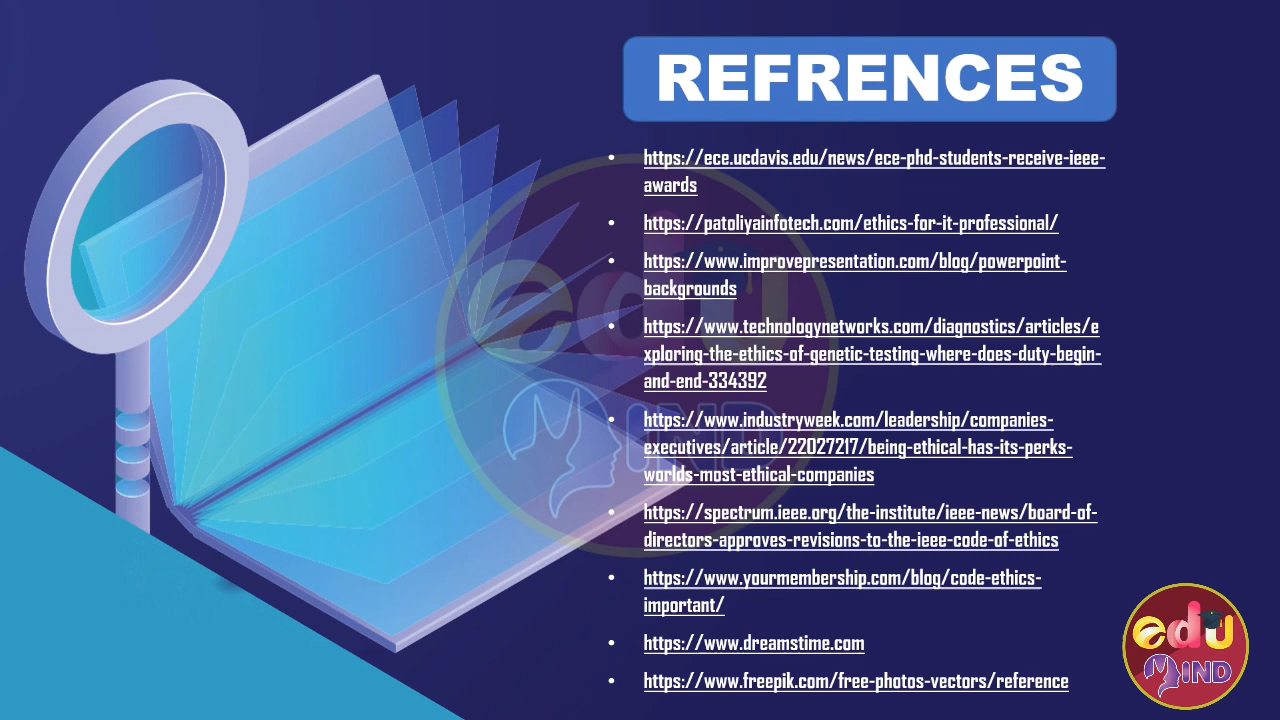 REFRENCES
• https://ece.ucdavis.edu/news/ece-phd-students-receive-ieee-
awards
• https://patoliyainfotech.com/ethics-for-it-professional/
• https://www.improvepresentation.com/blog/powerpoint-
backgrounds
• https://www.technologynetworks.com/diagnostics/articles/e
xploring-the-ethics-of-genetic-testing-where-does-duty-begin-
and-end-334392
• https://www.industryweek.com/leadership/companies-
executives/article/22027217/being-ethical-has-its-perks-
worlds-most-ethical-companies
• https://spectrum.ieee.org/the-institute/ieee-news/board-of-
directors-approves-revisions-to-the-ieee-code-of-ethics
• https://www.yourmembership.com/blog/code-ethics-
important/
• https://www.dreamstime.com
• https://www.freepik.com/free-photos-vectors/reference
edu
MIND
edu
MIND